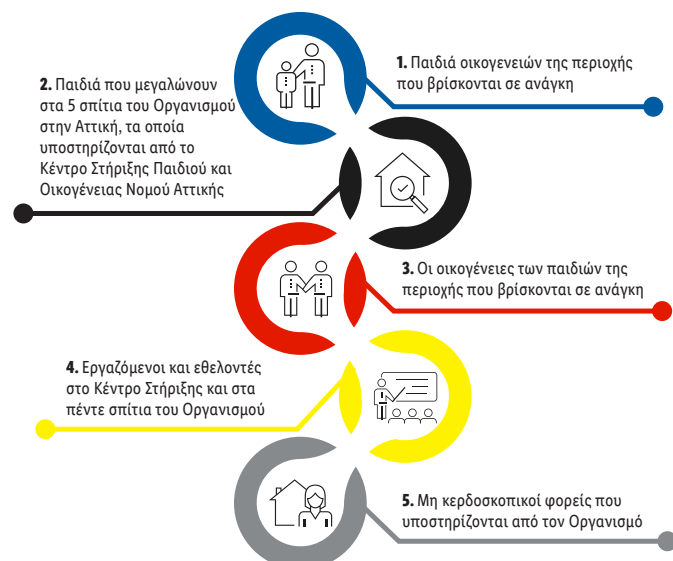 1. Παιδιά οικογενειών της περιοχής
που βρίσκονται σε ανάγκη
2. Παιδιά που μεγαλώνουν
στα 5 σπίτια του Οργανισμού
στην Αττική, τα οποία
υποστηρίζονται από το
Κέντρο Στήριξης Παιδιού και
Οικογένειας Νομού Αττικής
3. Οι οικογένειες των παιδιών της
περιοχής που βρίσκονται σε ανάγκη
4. Εργαζόμενοι και εθελοντές
στο Κέντρο Στήριξης και στα
πέντε σπίτια του Οργανισμού
5. Μη κερδοσκοπικοί φορείς που
υποστηρίζονται από τον Οργανισμό